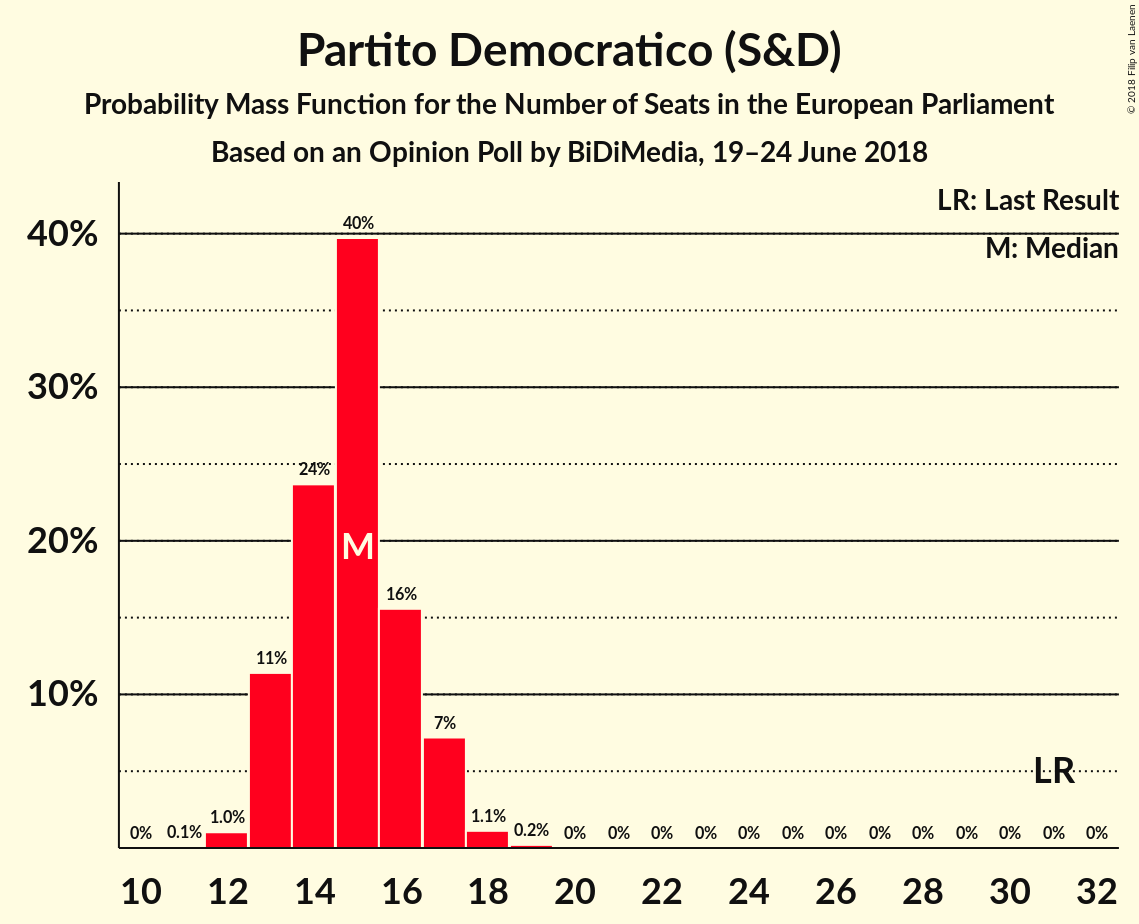 Partito Democratico (S&D)
Probability Mass Function for the Number of Seats in the European Parliament
Based on an Opinion Poll by BiDiMedia, 19–24 June 2018
© 2018 Filip van Laenen
LR: Last Result
M: Median
40%
30%
20%
10%
0% 0.1% 1.0% 11% 24% 40% 16% 7% 1.1% 0.2% 0% 0% 0% 0% 0% 0% 0% 0% 0% 0% 0% 0% 0%
M
LR
10 12 14 16 18 20 22 24 26 28 30 32